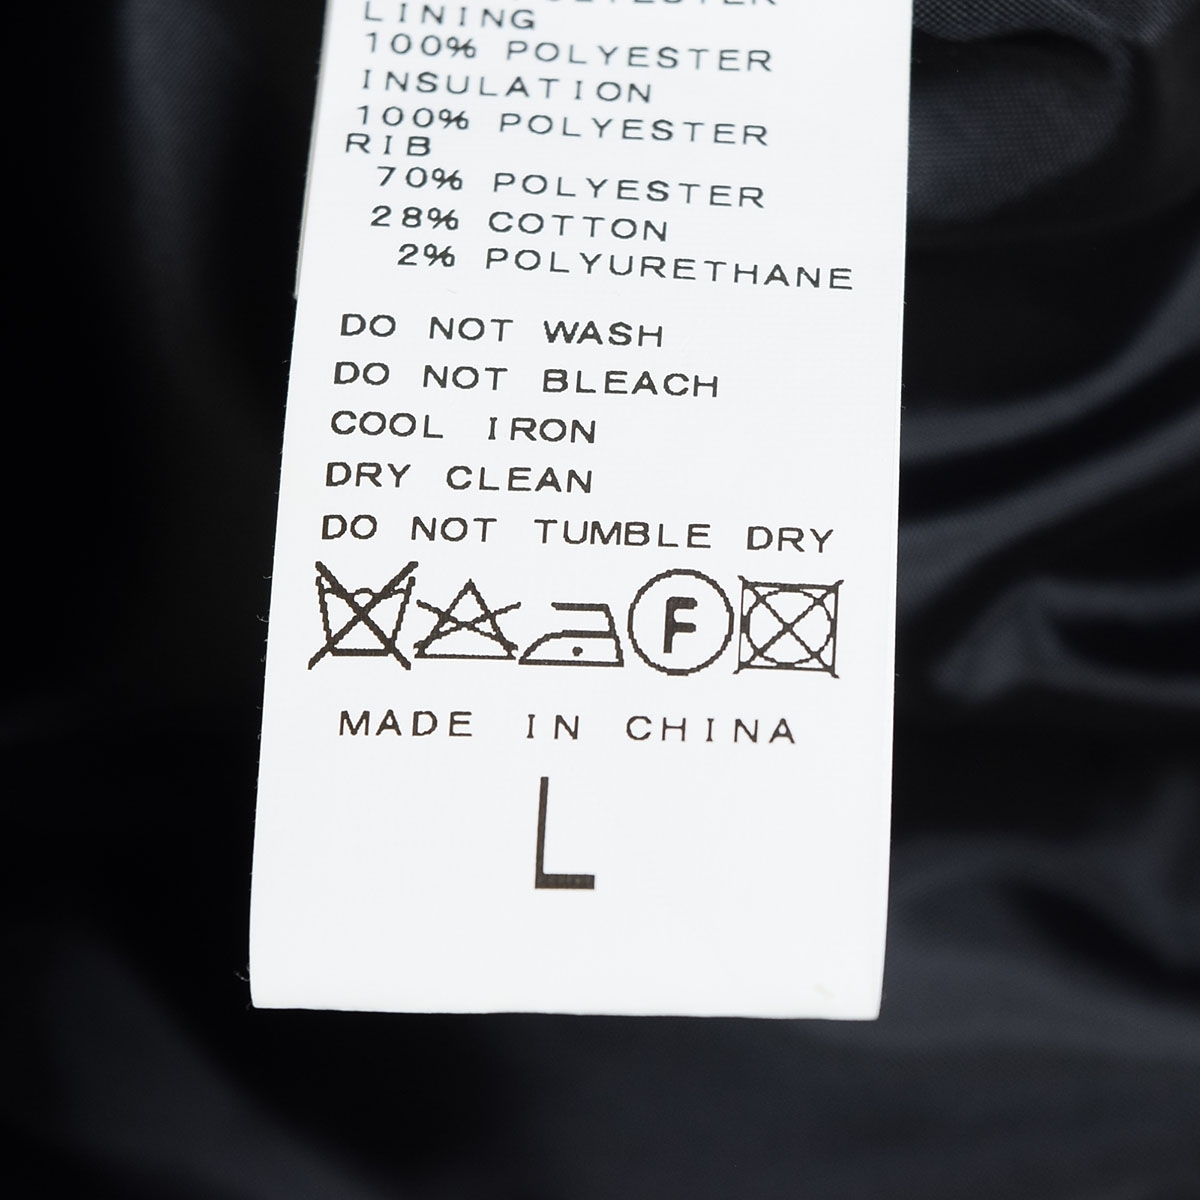 POLYESTER
LINING
100% POLYESTER
INSULATION
100% POLYESTER
RIB
70% POLYESTER
28% COTTON
2% POLYURETHANE
DO NOT WASH
DO NOT BLEACH
COOL IRON
DRY CLEAN
DO NOT TUMBLE DRY
F
MADE IN CHINA
L